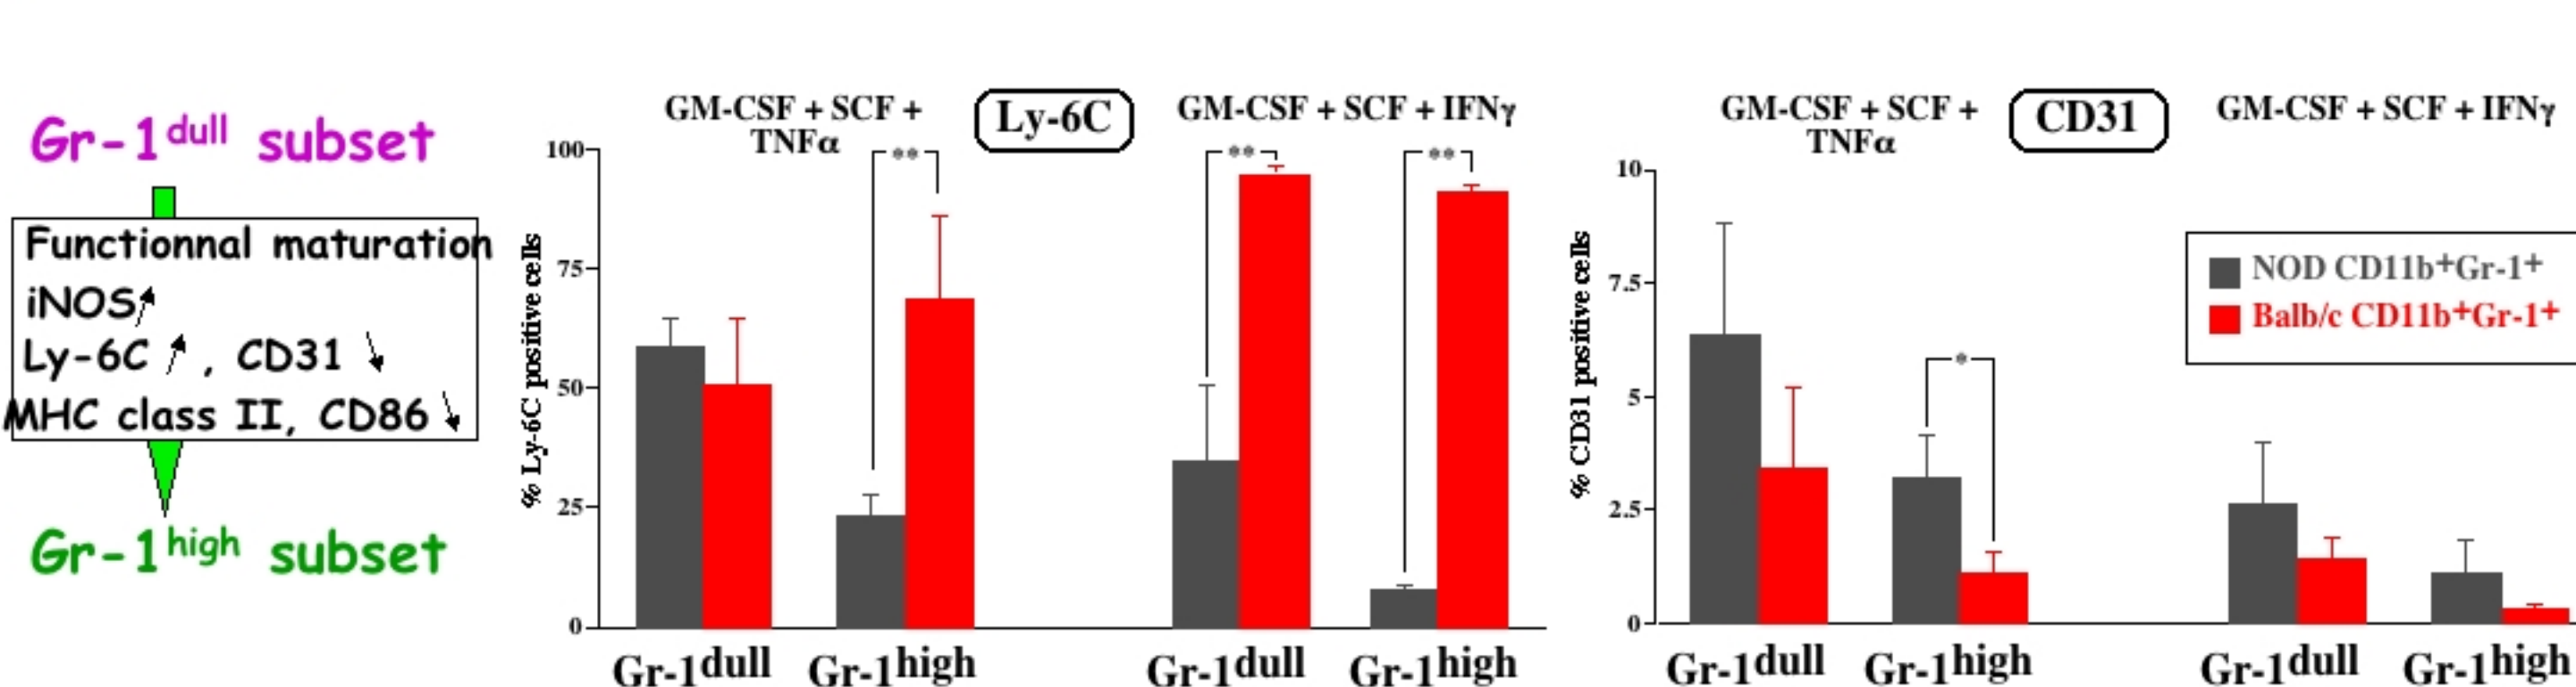 Gr-1dull subset
Functionnal maturation
iNOS
Ly-6C , CD31
MHC class II, CD86
Gr-1high subset
GM-CSF + SCF +
TNFα
Ly-6C
GM-CSF + SCF + IFNγ
% Ly-6C positive cells
100
75
50
25
0
**
**
**
Gr-1dull
Gr-1high
Gr-1dull
Gr-1high
GM-CSF + SCF +
TNFα
CD31
GM-CSF + SCF + IFNγ
% CD31 positive cells
10
7.5
5
2.5
0
*
NOD CD11b+Gr-1+
Balb/c CD11b+Gr-1+
Gr-1dull
Gr-1high
Gr-1dull
Gr-1high